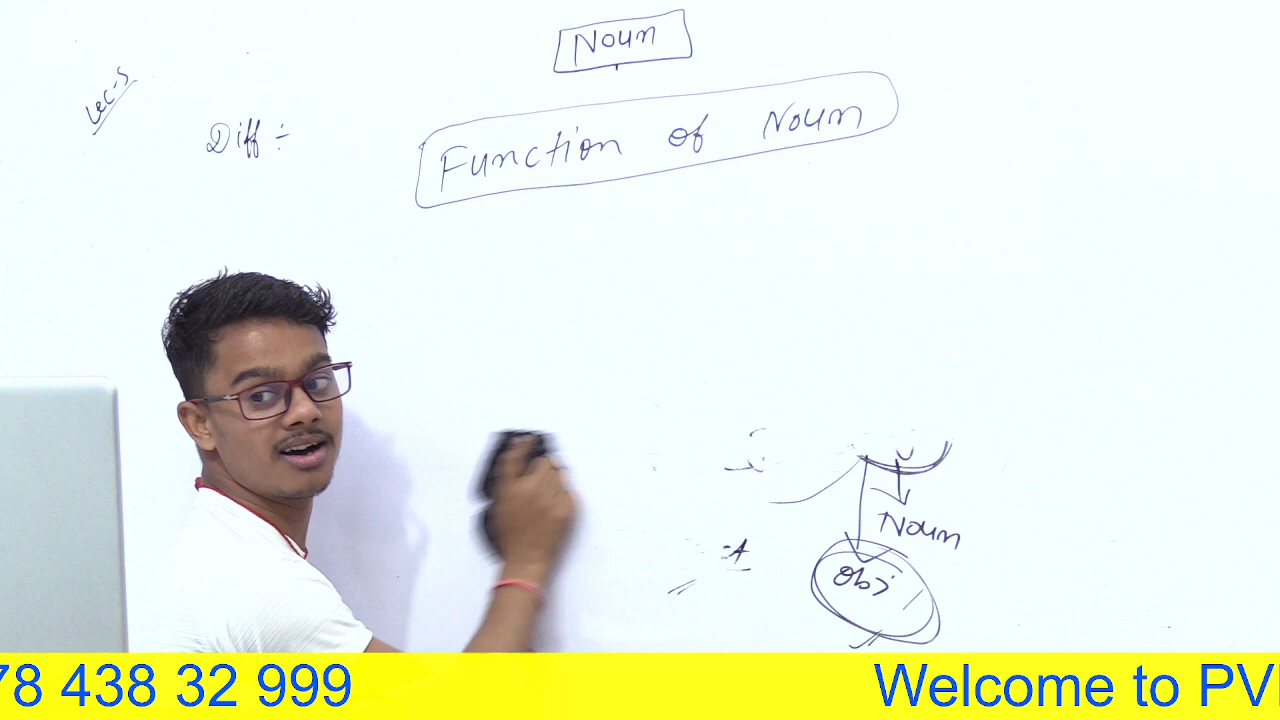 Noun
Lec-5
Diff ÷
Function of Noun
Noun
Obj
78 438 32 999
Welcome to PV